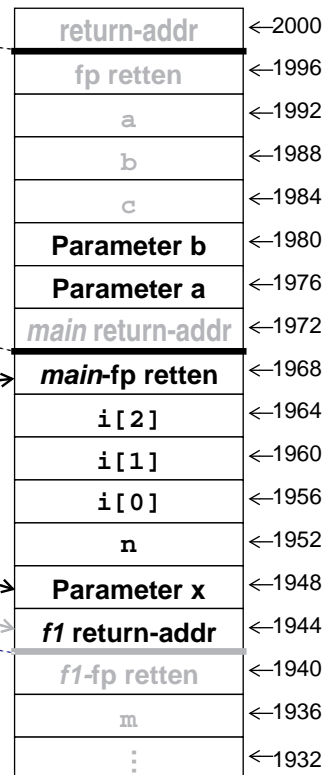 return-addr ←2000
fp retten ←1996
a ←1992
b ←1988
c ←1984
Parameter b ←1980
Parameter a ←1976
main return-addr ←1972
main-fp retten ←1968
i[2] ←1964
i[1] ←1960
i[0] ←1956
n ←1952
Parameter x ←1948
f1 return-addr ←1944
f1-fp retten ←1940
m ←1936
⋮ ←1932